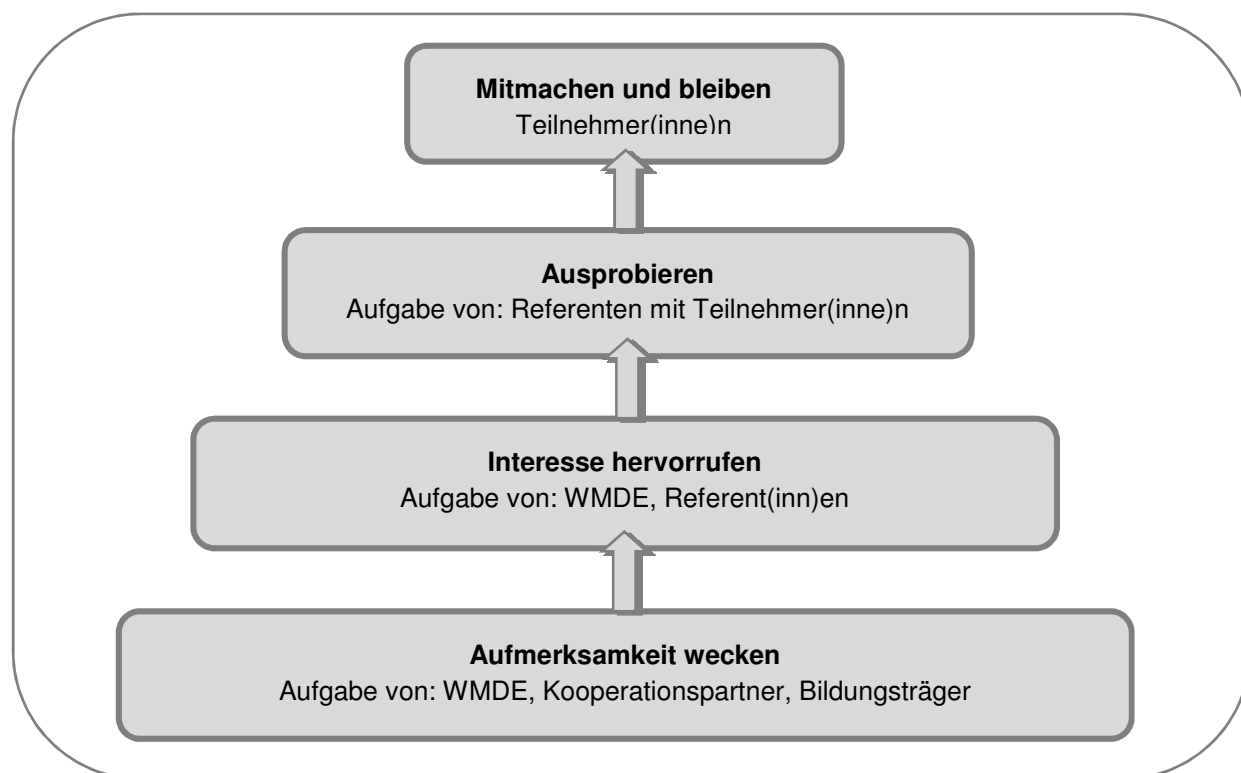 Mitmachen und bleiben
Teilnehmer(inne)n
Ausprobieren
Aufgabe von: Referenten mit Teilnehmer(inne)n
Interesse hervorrufen
Aufgabe von: WMDE, Referent(inn)en
Aufmerksamkeit wecken
Aufgabe von: WMDE, Kooperationspartner, Bildungsträger